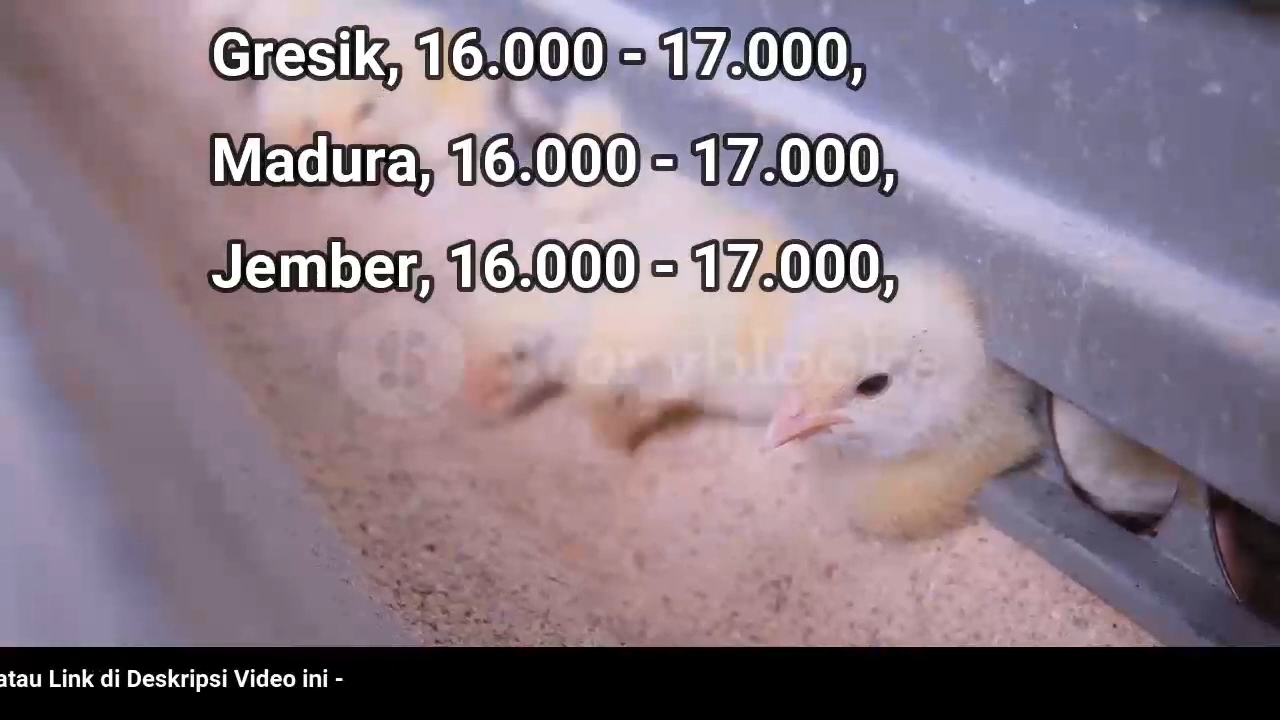 Gresik, 16.000 - 17.000,
Madura, 16.000 - 17.000,
Jember, 16.000 - 17.000,
storyblocks
atau Link di Deskripsi Video ini -